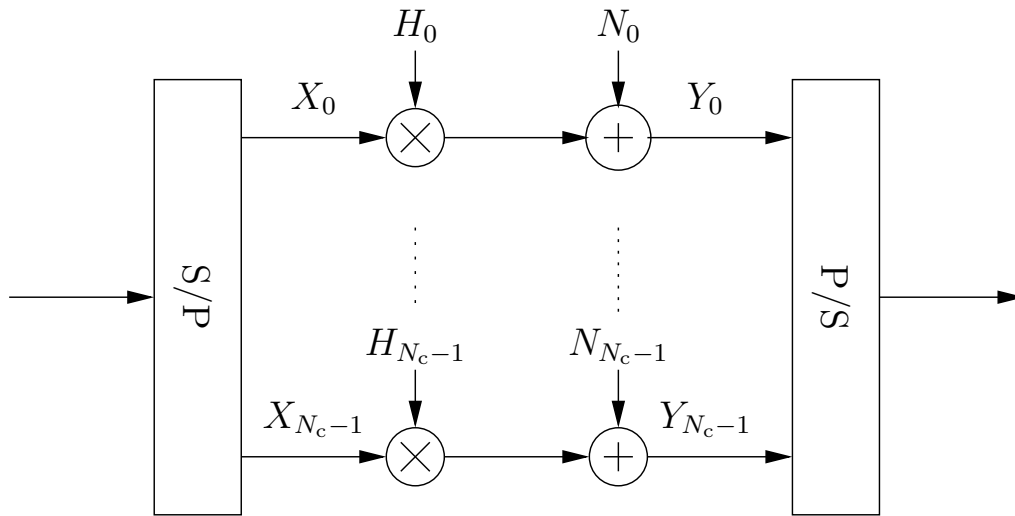 H_0 N_0
X_0 × + Y_0
S/P P/S
H_{N_c−1} N_{N_c−1}
X_{N_c−1} × + Y_{N_c−1}